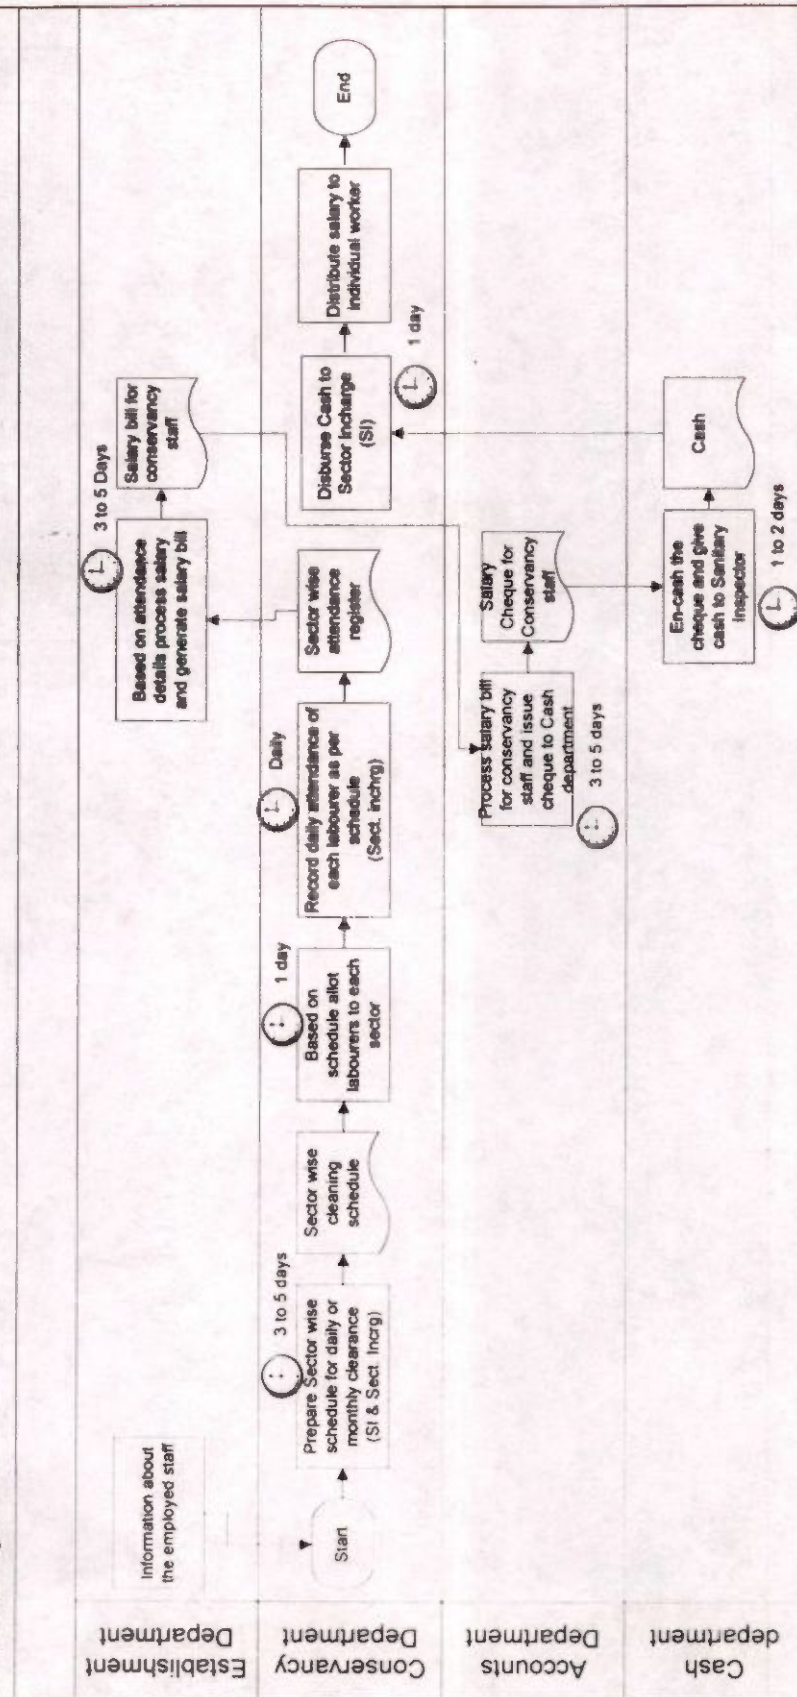 Establishment
Department
Information about
the employed staff
3 to 5 Days
Based on attendance
details process salary
and generate salary bill
Salary bill for
conservancy
staff
Conservancy
Department
Start
3 to 5 days
Prepare Sector wise
schedule for daily or
monthly clearance
(SI & Sect. Incrg)
Sector wise
cleaning
schedule
1 day
Based on
schedule allot
labourers to each
sector
Daily
Record daily attendance of
each labourer as per
schedule
(Sect. inchrg)
Sector wise
attendance
register
Disburse Cash to
Sector Incharge
(SI)
1 day
Distribute salary to
individual worker
End
Accounts
Department
Process salary bill
for conservancy
staff and issue
cheque to Cash
department
3 to 5 days
Salary
Cheque for
Conservancy
staff
Cash
department
En-cash the
cheque and give
cash to Sanitary
Inspector
1 to 2 days
Cash